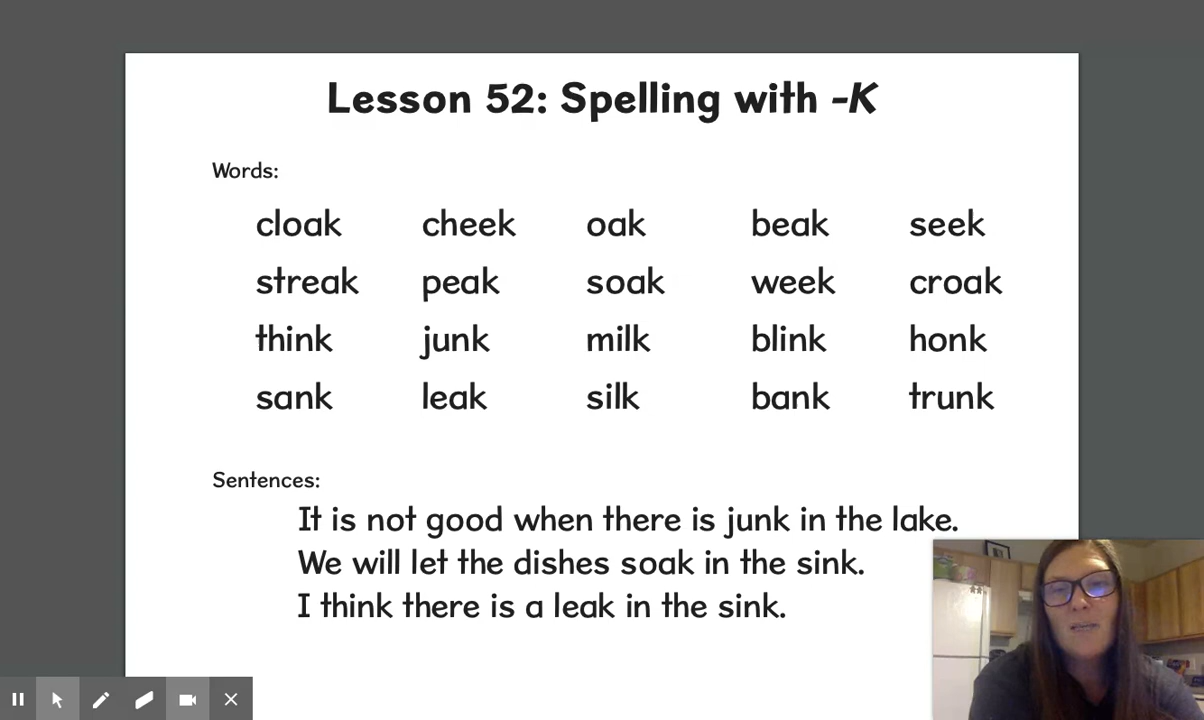 Lesson 52: Spelling with -K
Words:
cloak cheek oak beak seek
streak peak soak week croak
think junk milk blink honk
sank leak silk bank trunk
Sentences:
It is not good when there is junk in the lake.
We will let the dishes soak in the sink.
I think there is a leak in the sink.